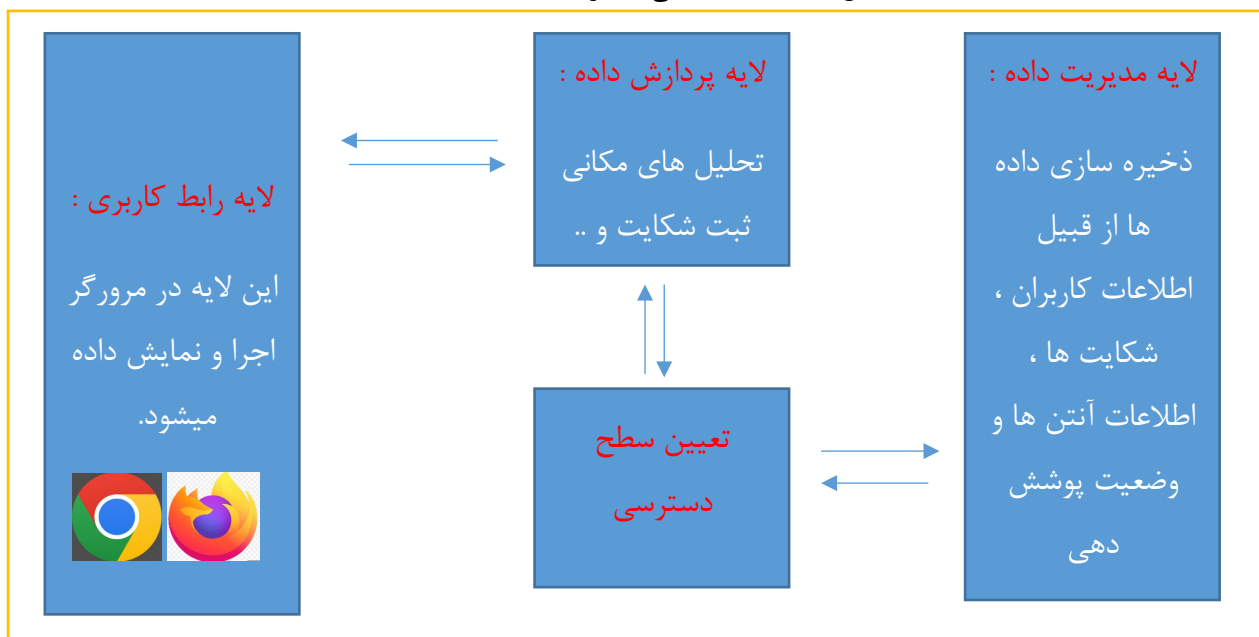 لایه مدیریت داده :
ذخیره سازی داده
ها از قبیل
اطلاعات کاربران ،
شکایت ها ،
اطلاعات آنتن ها و
وضعیت پوشش
دهی
لایه پردازش داده :
تحلیل های مکانی
ثبت شکایت و ..
تعیین سطح
دسترسی
لایه رابط کاربری :
این لایه در مرورگر
اجرا و نمایش داده
میشود.